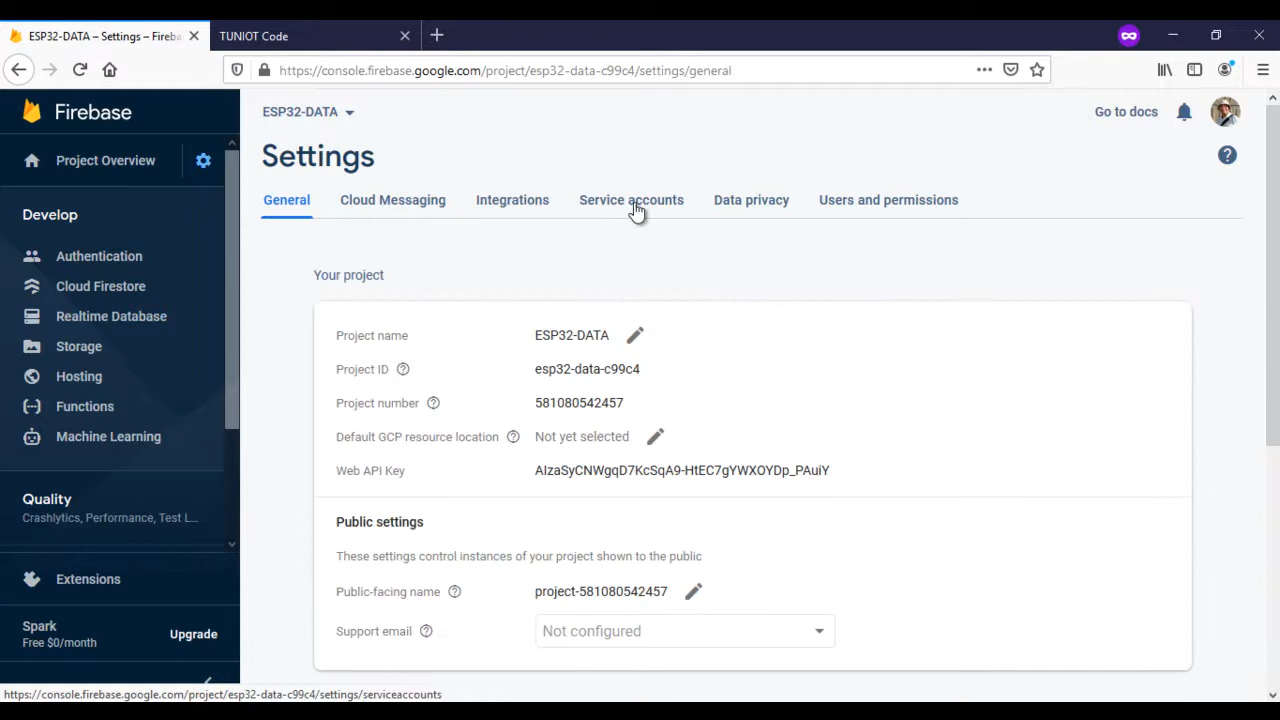 ESP32-DATA – Settings – Fireba
TUNIOT Code
https://console.firebase.google.com/project/esp32-data-c99c4/settings/general
Firebase
ESP32-DATA
Go to docs
Project Overview
Settings
General
Cloud Messaging
Integrations
Service accounts
Data privacy
Users and permissions
Develop
Authentication
Cloud Firestore
Realtime Database
Storage
Hosting
Functions
Machine Learning
Quality
Crashlytics, Performance, Test L...
Extensions
Spark
Free $0/month
Upgrade
Your project
Project name
ESP32-DATA
Project ID
esp32-data-c99c4
Project number
581080542457
Default GCP resource location
Not yet selected
Web API Key
AIzaSyCNWgqD7KcSqA9-HtEC7gYWXOYDp_PAuiY
Public settings
These settings control instances of your project shown to the public
Public-facing name
project-581080542457
Support email
Not configured
https://console.firebase.google.com/project/esp32-data-c99c4/settings/serviceaccounts